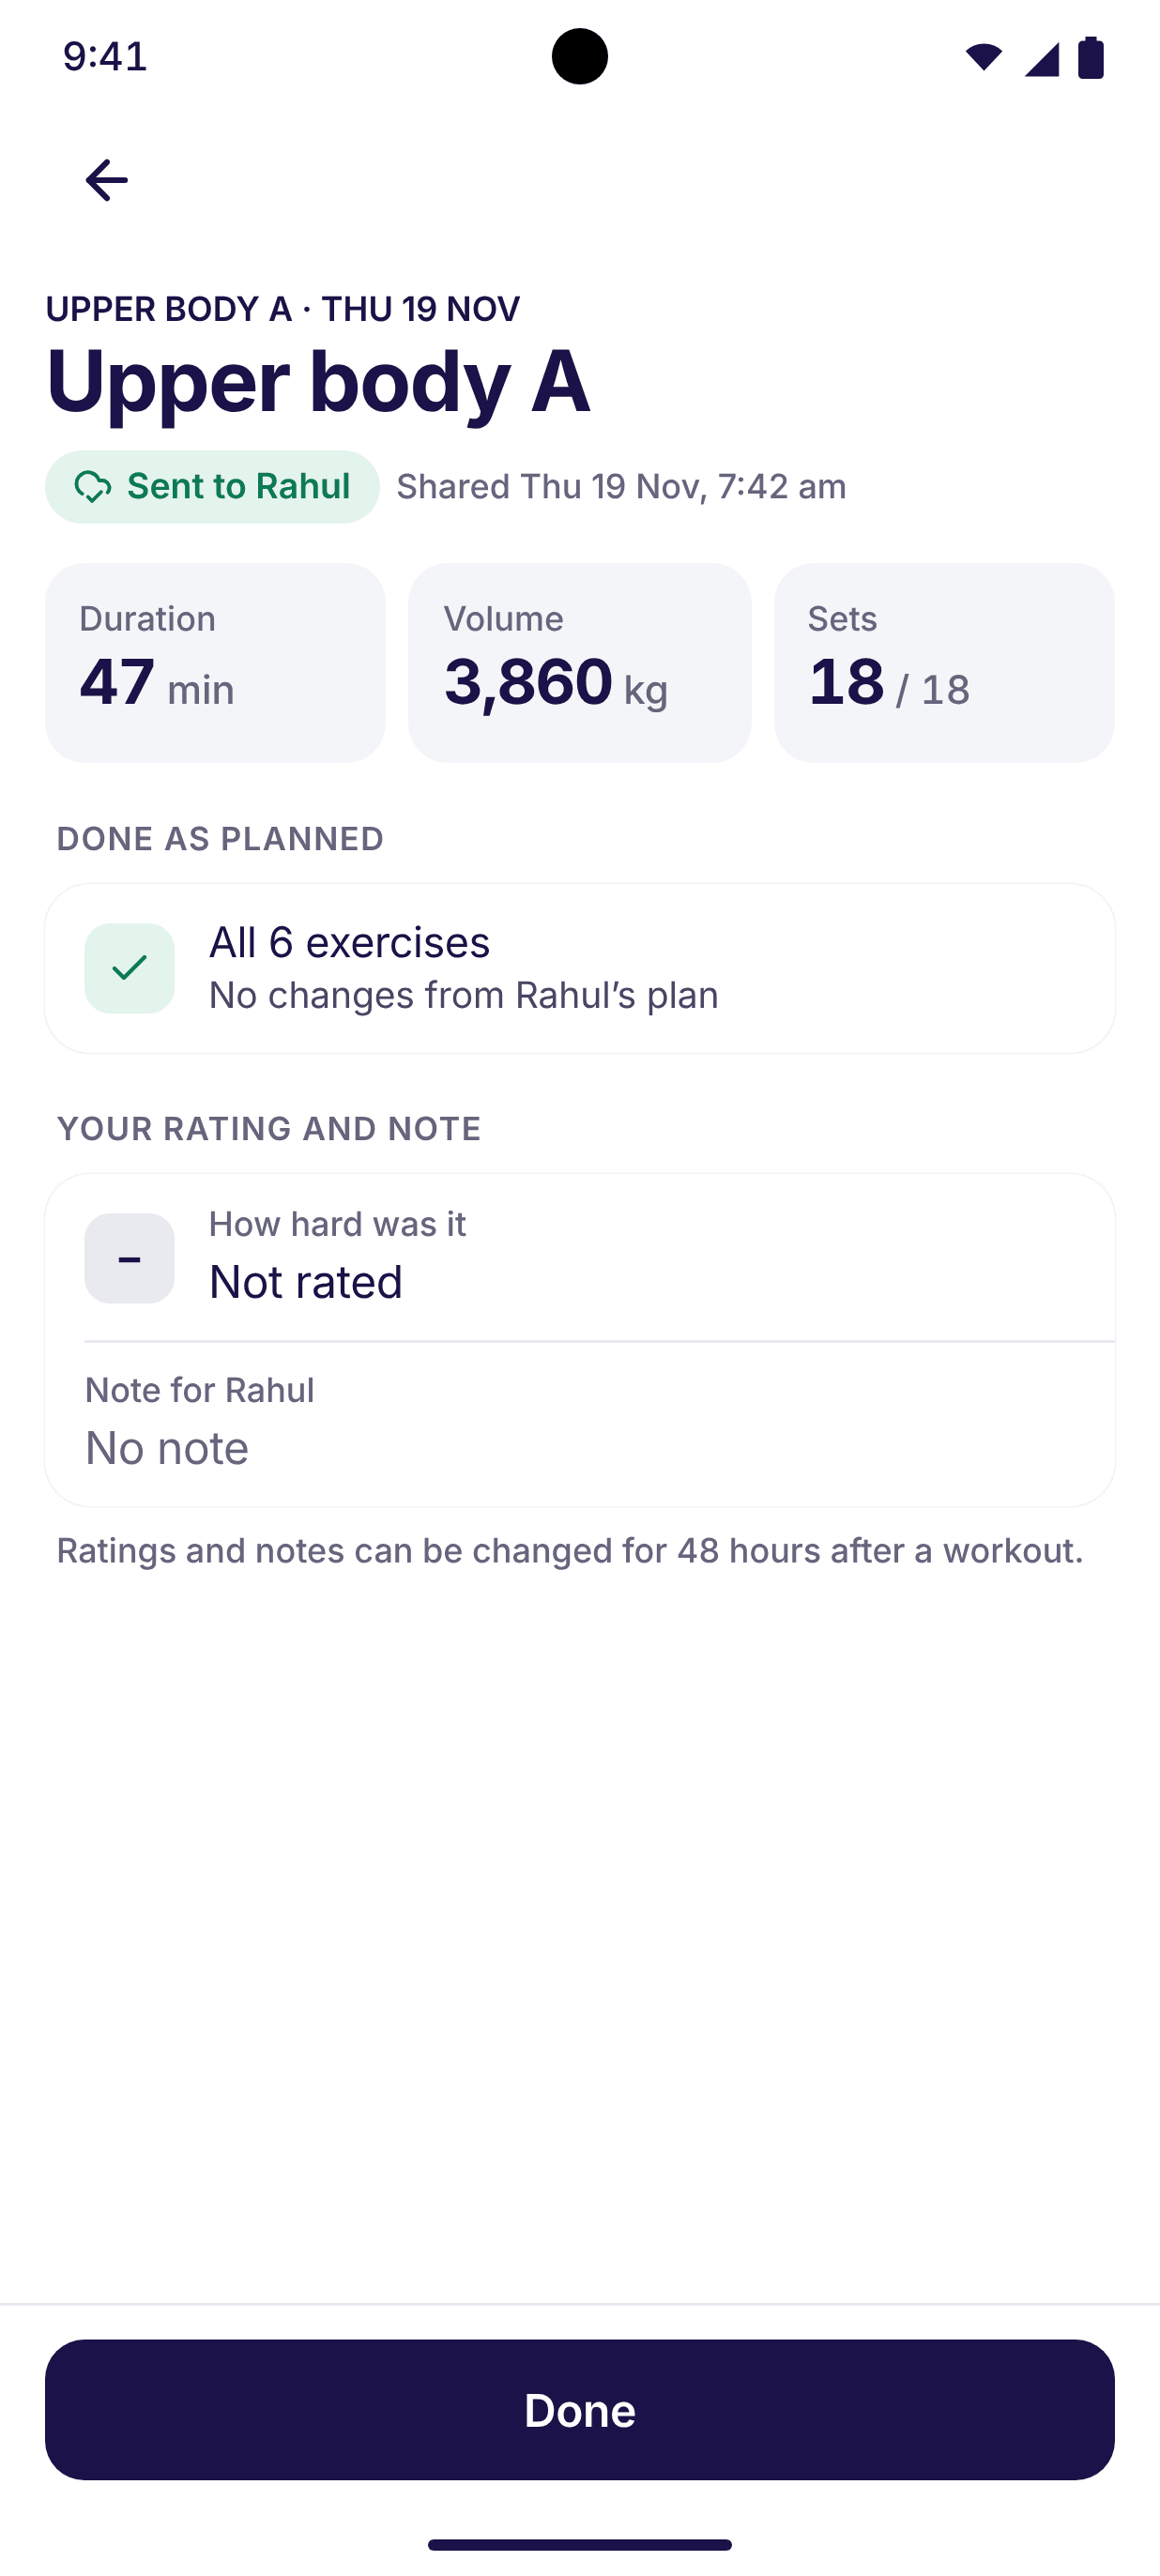 9:41
UPPER BODY A · THU 19 NOV
Upper body A
Sent to Rahul
Shared Thu 19 Nov, 7:42 am
Duration
47 min
Volume
3,860 kg
Sets
18 / 18
DONE AS PLANNED
All 6 exercises
No changes from Rahul’s plan
YOUR RATING AND NOTE
How hard was it
Not rated
Note for Rahul
No note
Ratings and notes can be changed for 48 hours after a workout.
Done